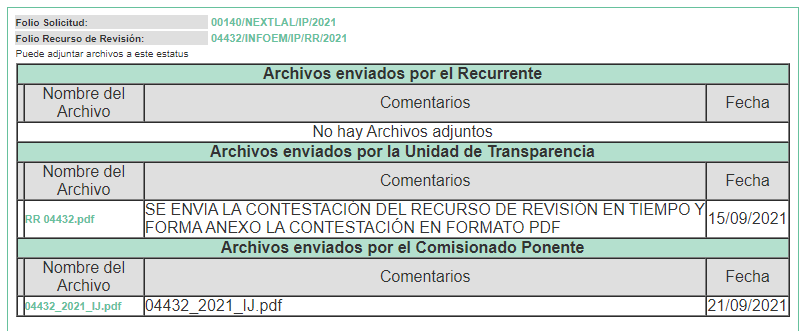 Folio Solicitud: 00140/NEXTLAL/IP/2021
Folio Recurso de Revisión: 04432/INFOEM/IP/RR/2021
Puede adjuntar archivos a este estatus
Archivos enviados por el Recurrente
Nombre del Archivo Comentarios Fecha
No hay Archivos adjuntos
Archivos enviados por la Unidad de Transparencia
Nombre del Archivo Comentarios Fecha
RR 04432.pdf SE ENVIA LA CONTESTACIÓN DEL RECURSO DE REVISIÓN EN TIEMPO Y 15/09/2021
FORMA ANEXO LA CONTESTACIÓN EN FORMATO PDF
Archivos enviados por el Comisionado Ponente
Nombre del Archivo Comentarios Fecha
04432_2021_IJ.pdf 04432_2021_IJ.pdf 21/09/2021